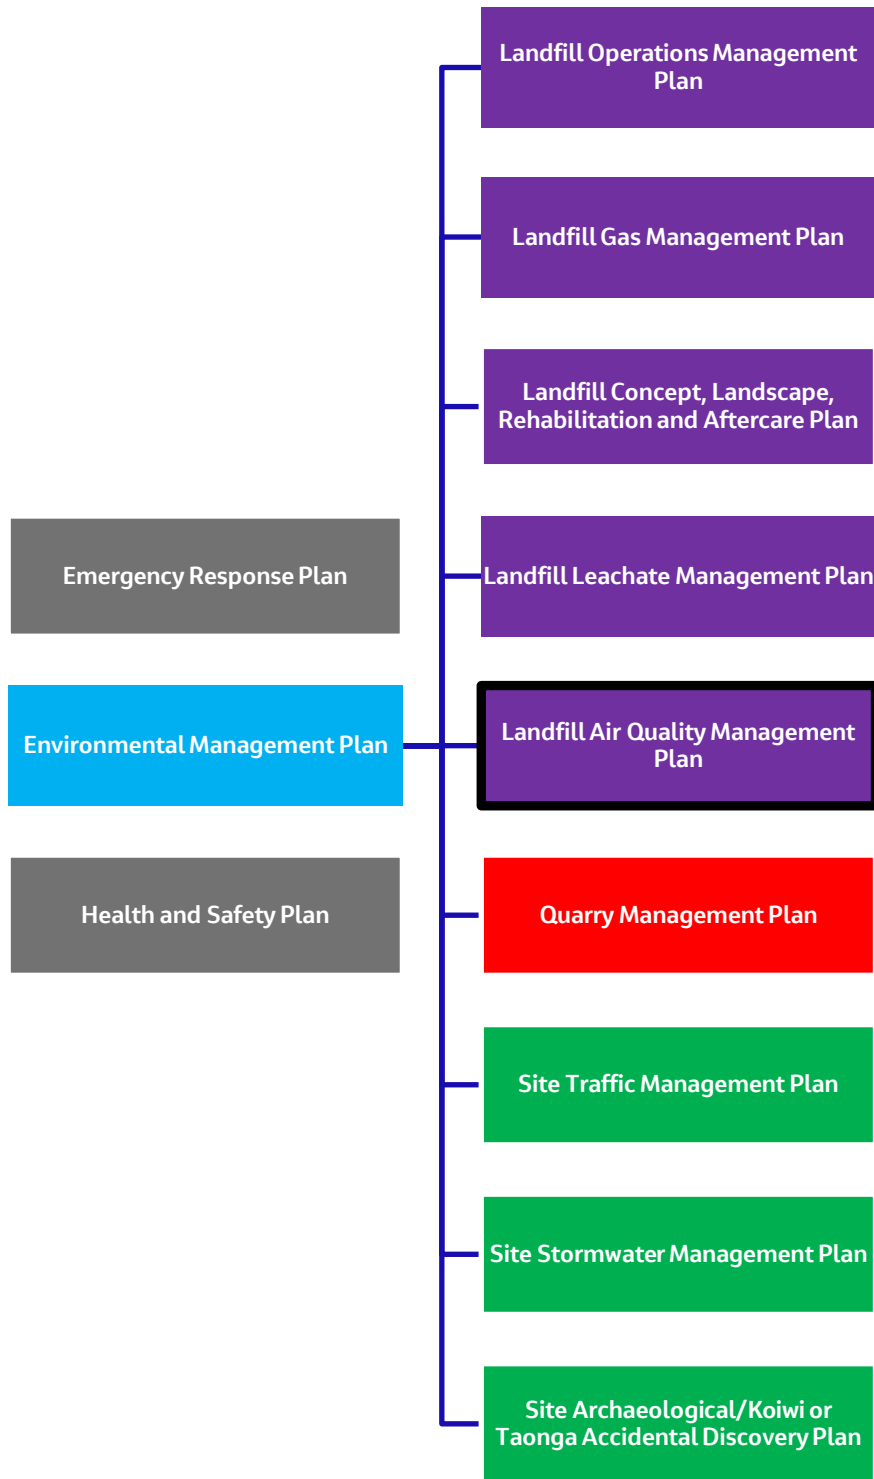 Landfill Operations Management
Plan
Landfill Gas Management Plan
Landfill Concept, Landscape,
Rehabilitation and Aftercare Plan
Emergency Response Plan
Landfill Leachate Management Plan
Environmental Management Plan
Landfill Air Quality Management
Plan
Health and Safety Plan
Quarry Management Plan
Site Traffic Management Plan
Site Stormwater Management Plan
Site Archaeological/Koiwi or
Taonga Accidental Discovery Plan